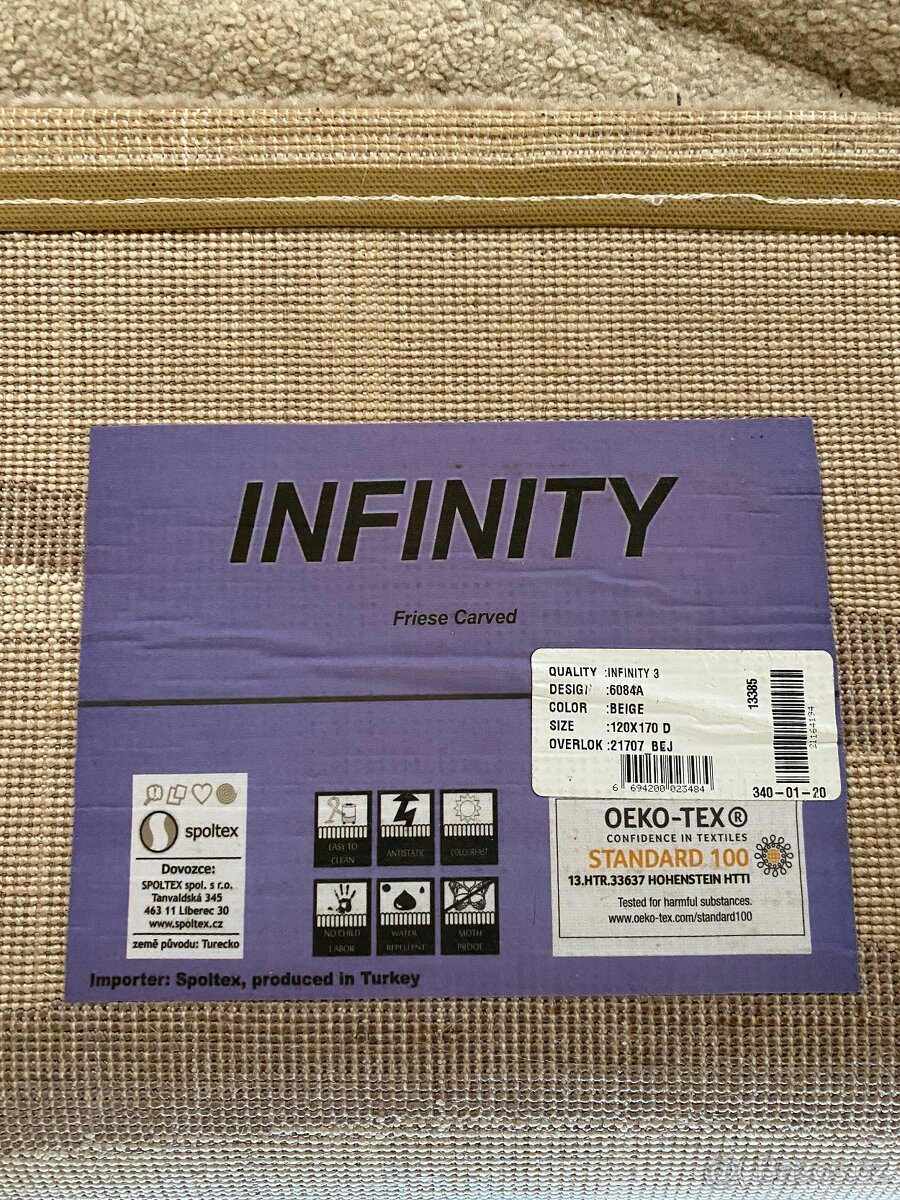 INFINITY
Friese Carved
QUALITY :INFINITY 3
DESIGN :6084A
COLOR :BEIGE
SIZE :120X170 D
OVERLOK :21707 BEJ
6 694200 023484
13385
21164194
340-01-20
spoltex
Dovozce:
SPOLTEX spol. s r.o.
Tanvaldská 345
463 11 Liberec 30
www.spoltex.cz
země původu: Turecko
EASY TO
CLEAN
ANTISTATIC
COLOURFAST
NO CHILD
LABOR
WATER
REPELLENT
MOTH
PROOF
OEKO-TEX®
CONFIDENCE IN TEXTILES
STANDARD 100
13.HTR.33637 HOHENSTEIN HTTI
Tested for harmful substances.
www.oeko-tex.com/standard100
Importer: Spoltex, produced in Turkey